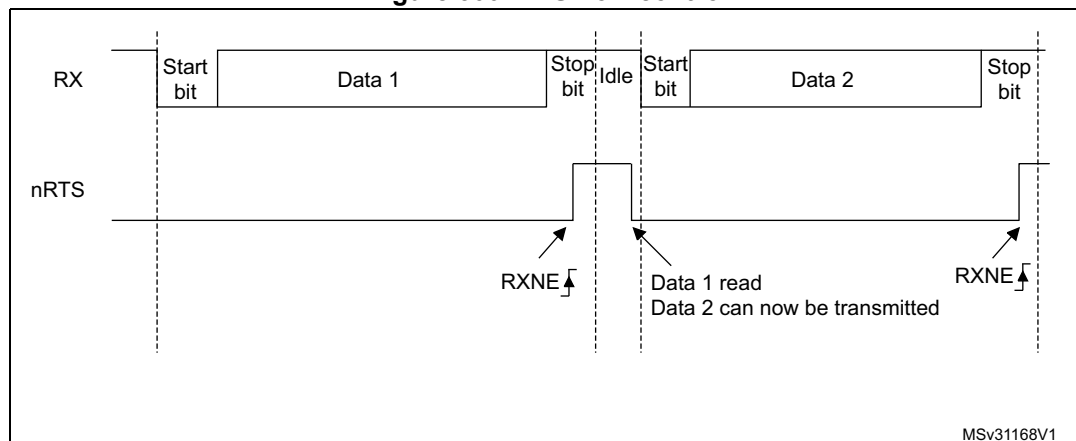 RX
Start bit
Data 1
Stop bit
Idle
Start bit
Data 2
Stop bit
nRTS
RXNE
Data 1 read
Data 2 can now be transmitted
RXNE
MSv31168V1